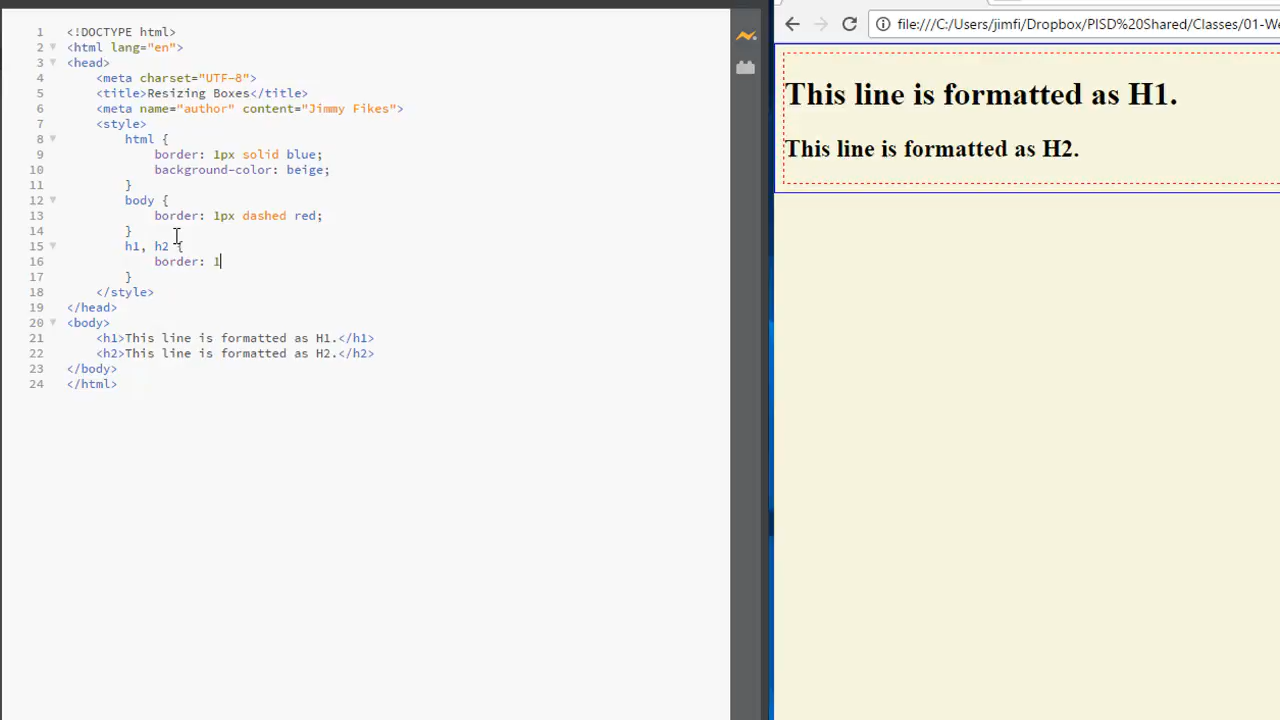 1 <!DOCTYPE html>
2 <html lang="en">
3 <head>
4 <meta charset="UTF-8">
5 <title>Resizing Boxes</title>
6 <meta name="author" content="Jimmy Fikes">
7 <style>
8 html {
9 border: 1px solid blue;
10 background-color: beige;
11 }
12 body {
13 border: 1px dashed red;
14 }
15 h1, h2 {
16 border: 1
17 }
18 </style>
19 </head>
20 <body>
21 <h1>This line is formatted as H1.</h1>
22 <h2>This line is formatted as H2.</h2>
23 </body>
24 </html>
file:///C:/Users/jimfi/Dropbox/PISD%20Shared/Classes/01-We
This line is formatted as H1.
This line is formatted as H2.